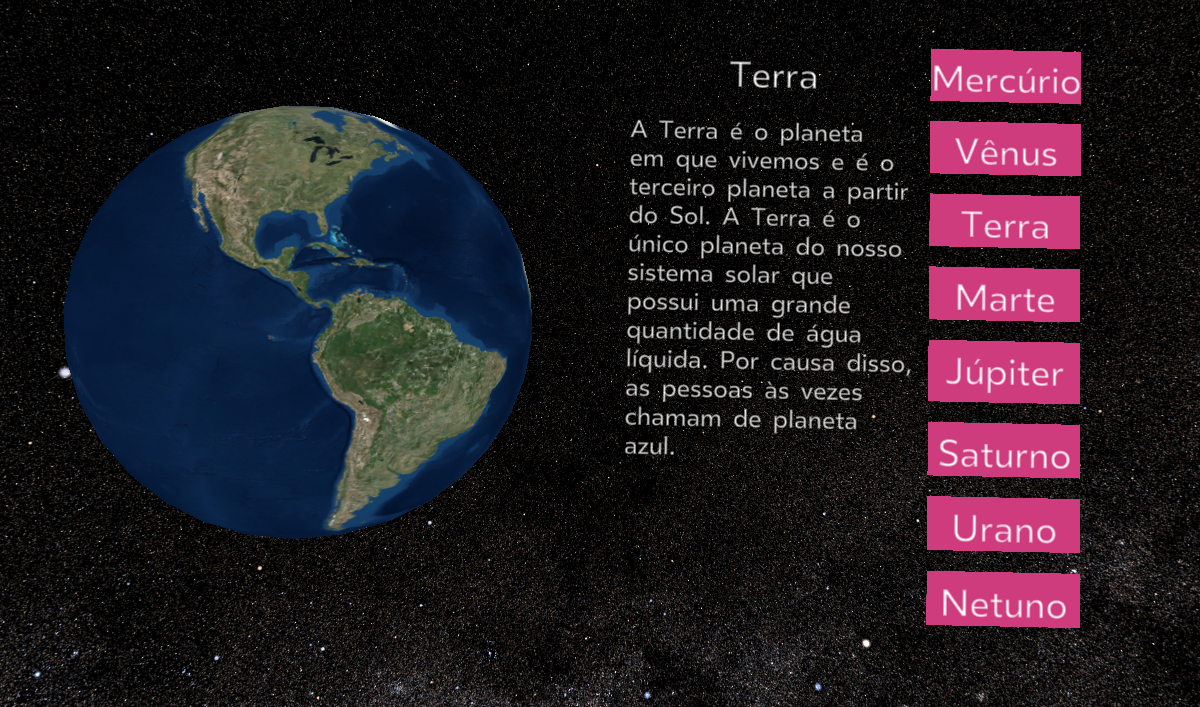 Terra
A Terra é o planeta
em que vivemos e é o
terceiro planeta a partir
do Sol. A Terra é o
único planeta do nosso
sistema solar que
possui uma grande
quantidade de água
líquida. Por causa disso,
as pessoas às vezes
chamam de planeta
azul.
Mercúrio
Vênus
Terra
Marte
Júpiter
Saturno
Urano
Netuno